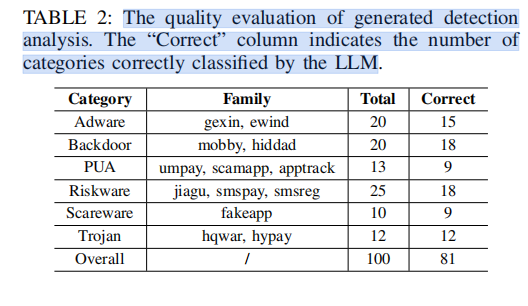 TABLE 2: The quality evaluation of generated detection
analysis. The “Correct” column indicates the number of
categories correctly classified by the LLM.
Category Family Total Correct
Adware gexin, ewind 20 15
Backdoor mobby, hiddad 20 18
PUA umpay, scamapp, apptrack 13 9
Riskware jiagu, smspay, smsreg 25 18
Scareware fakeapp 10 9
Trojan hqwar, hypay 12 12
Overall / 100 81